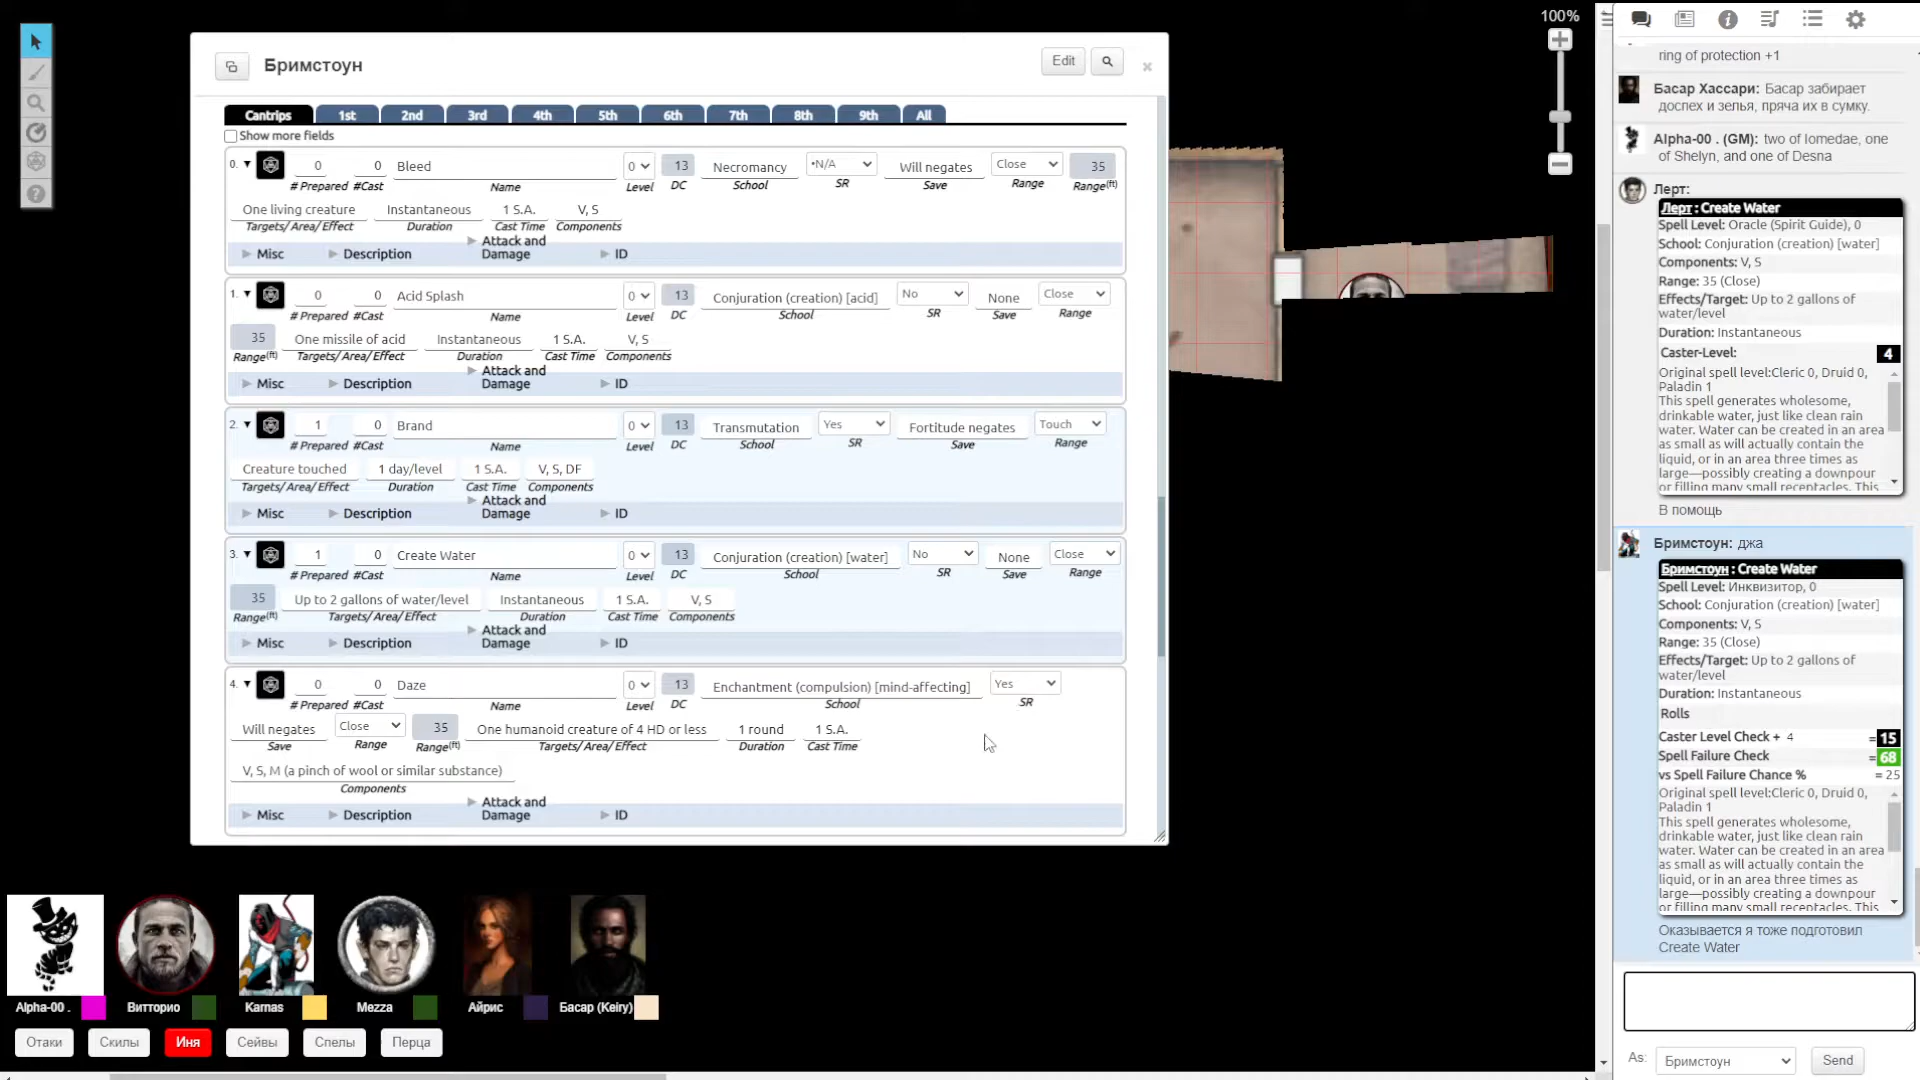 100%
Бримстоун
Edit
Cantrips 1st 2nd 3rd 4th 5th 6th 7th 8th 9th All
Show more fields
0. 0 0 Bleed 0 13 Necromancy •N/A Will negates Close 35
# Prepared #Cast Name Level DC School SR Save Range Range(ft)
One living creature Instantaneous 1 S.A. V, S
Targets/ Area/ Effect Duration Cast Time Components
Misc Description Attack and Damage ID
1. 0 0 Acid Splash 0 13 Conjuration (creation) [acid] No None Close
# Prepared #Cast Name Level DC School SR Save Range
35 One missile of acid Instantaneous 1 S.A. V, S
Range(ft) Targets/ Area/ Effect Duration Cast Time Components
Misc Description Attack and Damage ID
2. 1 0 Brand 0 13 Transmutation Yes Fortitude negates Touch
# Prepared #Cast Name Level DC School SR Save Range
Creature touched 1 day/level 1 S.A. V, S, DF
Targets/ Area/ Effect Duration Cast Time Components
Misc Description Attack and Damage ID
3. 1 0 Create Water 0 13 Conjuration (creation) [water] No None Close
# Prepared #Cast Name Level DC School SR Save Range
35 Up to 2 gallons of water/level Instantaneous 1 S.A. V, S
Range(ft) Targets/ Area/ Effect Duration Cast Time Components
Misc Description Attack and Damage ID
4. 0 0 Daze 0 13 Enchantment (compulsion) [mind-affecting] Yes
# Prepared #Cast Name Level DC School SR
Will negates Close 35 One humanoid creature of 4 HD or less 1 round 1 S.A.
Save Range Range(ft) Targets/ Area/ Effect Duration Cast Time
V, S, M (a pinch of wool or similar substance)
Components
Misc Description Attack and Damage ID
Alpha-00 . Витторио Karnas Mezza Айрис Басар (Keiry)
Отаки Скилы Иня Сейвы Спелы Перца
ring of protection +1
Басар Хассари: Басар забирает
доспех и зелья, пряча их в сумку.
Alpha-00 . (GM): two of Iomedae, one
of Shelyn, and one of Desna
Лерт:
Лерт : Create Water
Spell Level: Oracle (Spirit Guide), 0
School: Conjuration (creation) [water]
Components: V, S
Range: 35 (Close)
Effects/Target: Up to 2 gallons of
water/level
Duration: Instantaneous
Caster-Level: 4
Original spell level:Cleric 0, Druid 0,
Paladin 1
This spell generates wholesome,
drinkable water, just like clean rain
water. Water can be created in an area
as small as will actually contain the
liquid, or in an area three times as
large—possibly creating a downpour
or filling many small receptacles. This
В помощь
Бримстоун: джа
Бримстоун : Create Water
Spell Level: Инквизитор, 0
School: Conjuration (creation) [water]
Components: V, S
Range: 35 (Close)
Effects/Target: Up to 2 gallons of
water/level
Duration: Instantaneous
Rolls
Caster Level Check + 4 =15
Spell Failure Check =68
vs Spell Failure Chance % = 25
Original spell level:Cleric 0, Druid 0,
Paladin 1
This spell generates wholesome,
drinkable water, just like clean rain
water. Water can be created in an area
as small as will actually contain the
liquid, or in an area three times as
large—possibly creating a downpour
or filling many small receptacles. This
Оказывается я тоже подготовил
Create Water
As: Бримстоун Send